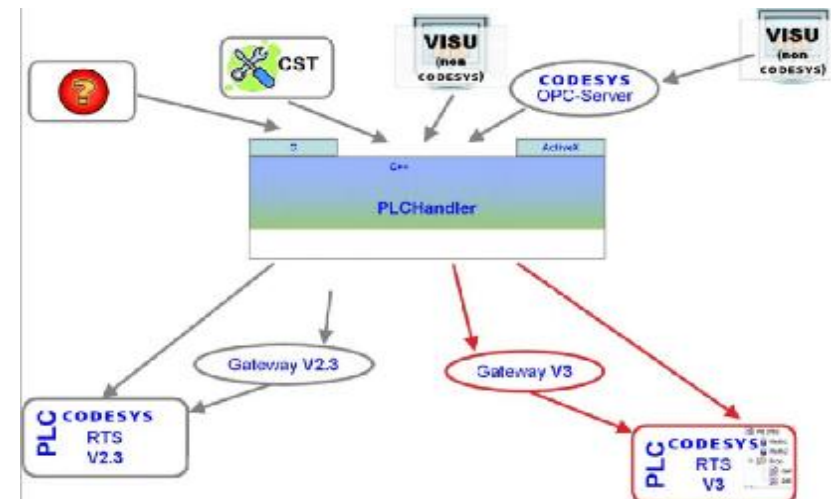 VISU
(non
CODESYS)
VISU
(non
CODESYS)
?
CST
CODESYS
OPC-Server
C
ActiveX
C++
PLCHandler
Gateway V2.3
Gateway V3
PLC
CODESYS
RTS
V2.3
PLC
CODESYS
RTS
V3